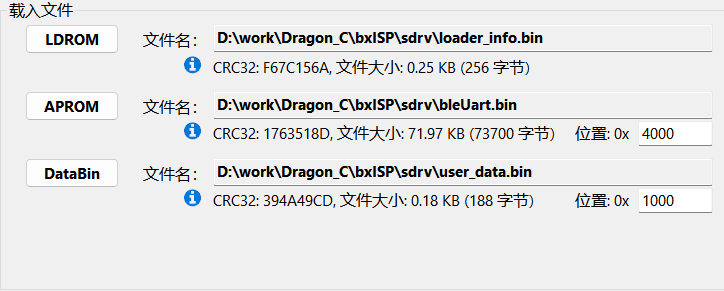 载入文件
LDROM 文件名: D:\work\Dragon_C\bxISP\sdrv\loader_info.bin
CRC32: F67C156A, 文件大小: 0.25 KB (256 字节)
APROM 文件名: D:\work\Dragon_C\bxISP\sdrv\bleUart.bin
CRC32: 1763518D, 文件大小: 71.97 KB (73700 字节) 位置: 0x 4000
DataBin 文件名: D:\work\Dragon_C\bxISP\sdrv\user_data.bin
CRC32: 394A49CD, 文件大小: 0.18 KB (188 字节) 位置: 0x 1000